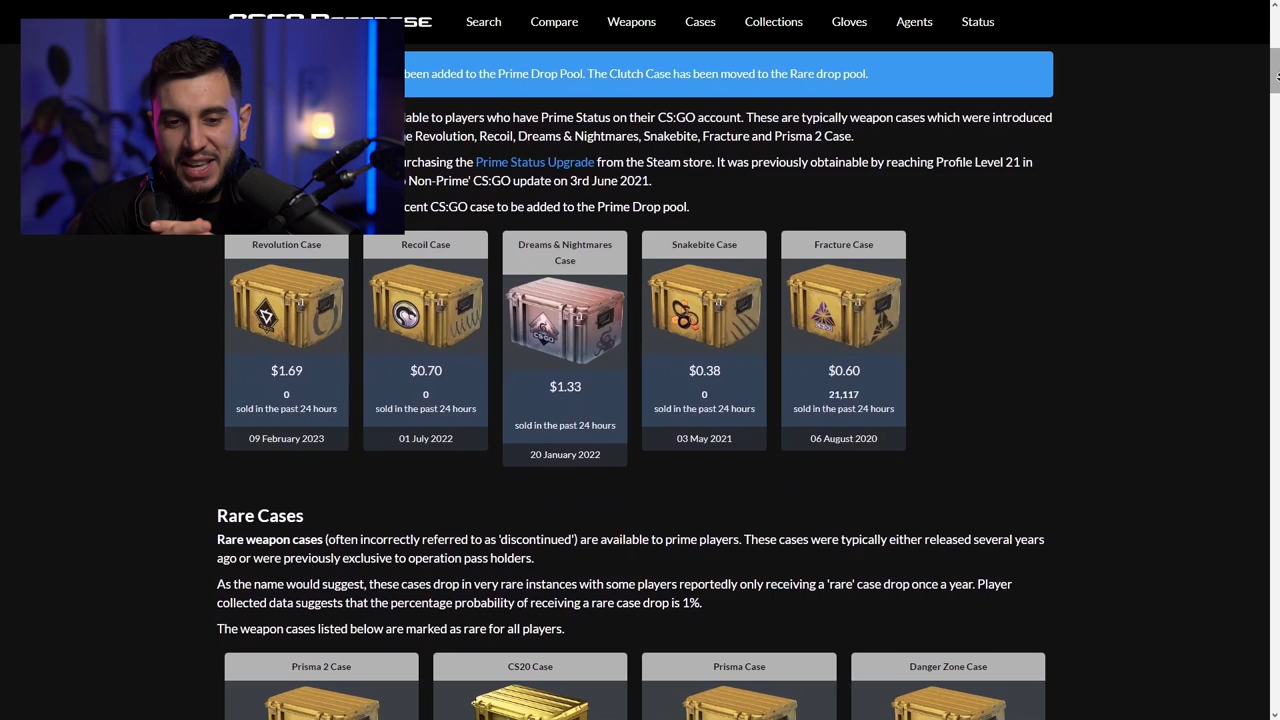 Search Compare Weapons Cases Collections Gloves Agents Status
been added to the Prime Drop Pool. The Clutch Case has been moved to the Rare drop pool.
lable to players who have Prime Status on their CS:GO account. These are typically weapon cases which were introduced
e Revolution, Recoil, Dreams & Nightmares, Snakebite, Fracture and Prisma 2 Case.
urchasing the Prime Status Upgrade from the Steam store. It was previously obtainable by reaching Profile Level 21 in
Non-Prime' CS:GO update on 3rd June 2021.
cent CS:GO case to be added to the Prime Drop pool.
Revolution Case
$1.69
0
sold in the past 24 hours
09 February 2023
Recoil Case
$0.70
0
sold in the past 24 hours
01 July 2022
Dreams & Nightmares
Case
CS:GO
$1.33
sold in the past 24 hours
20 January 2022
Snakebite Case
$0.38
0
sold in the past 24 hours
03 May 2021
Fracture Case
$0.60
21,117
sold in the past 24 hours
06 August 2020
Rare Cases
Rare weapon cases (often incorrectly referred to as 'discontinued') are available to prime players. These cases were typically either released several years
ago or were previously exclusive to operation pass holders.
As the name would suggest, these cases drop in very rare instances with some players reportedly only receiving a 'rare' case drop once a year. Player
collected data suggests that the percentage probability of receiving a rare case drop is 1%.
The weapon cases listed below are marked as rare for all players.
Prisma 2 Case
CS20 Case
Prisma Case
Danger Zone Case